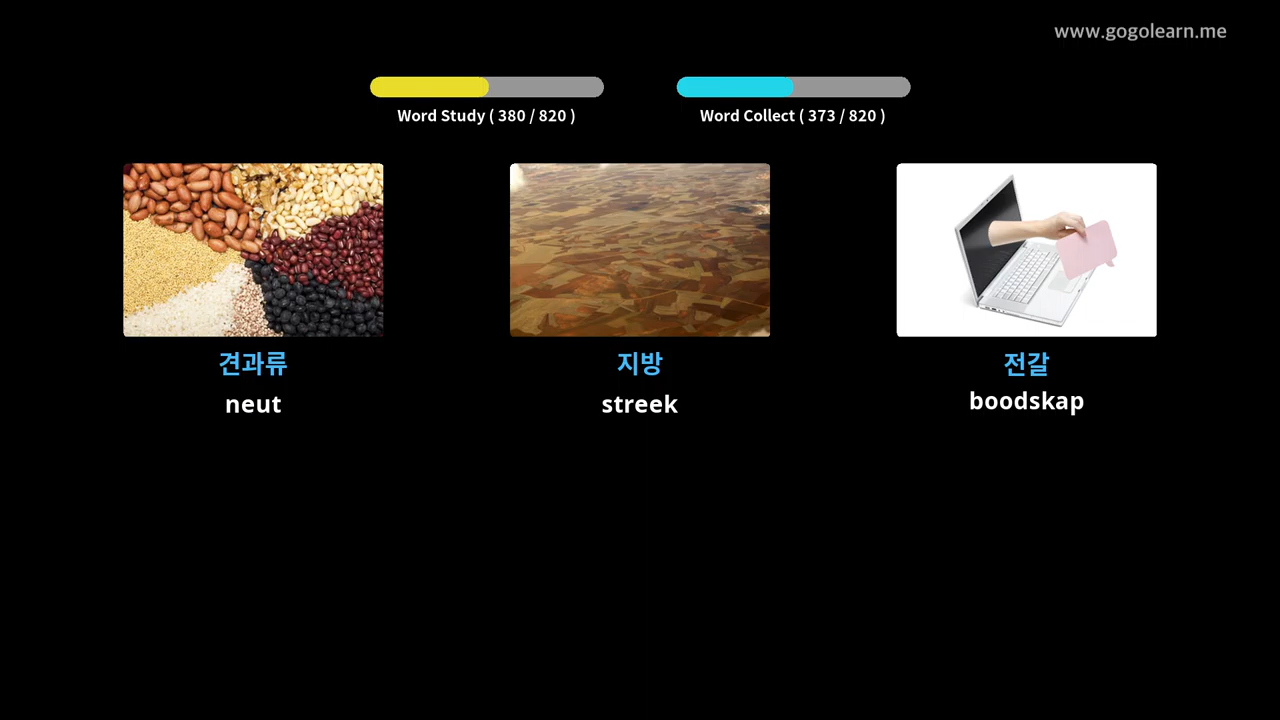 www.gogolearn.me
Word Study ( 380 / 820 )
Word Collect ( 373 / 820 )
견과류
neut
지방
streek
전갈
boodskap